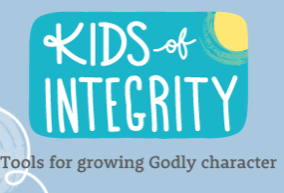 KIDS of
INTEGRITY
Tools for growing Godly character